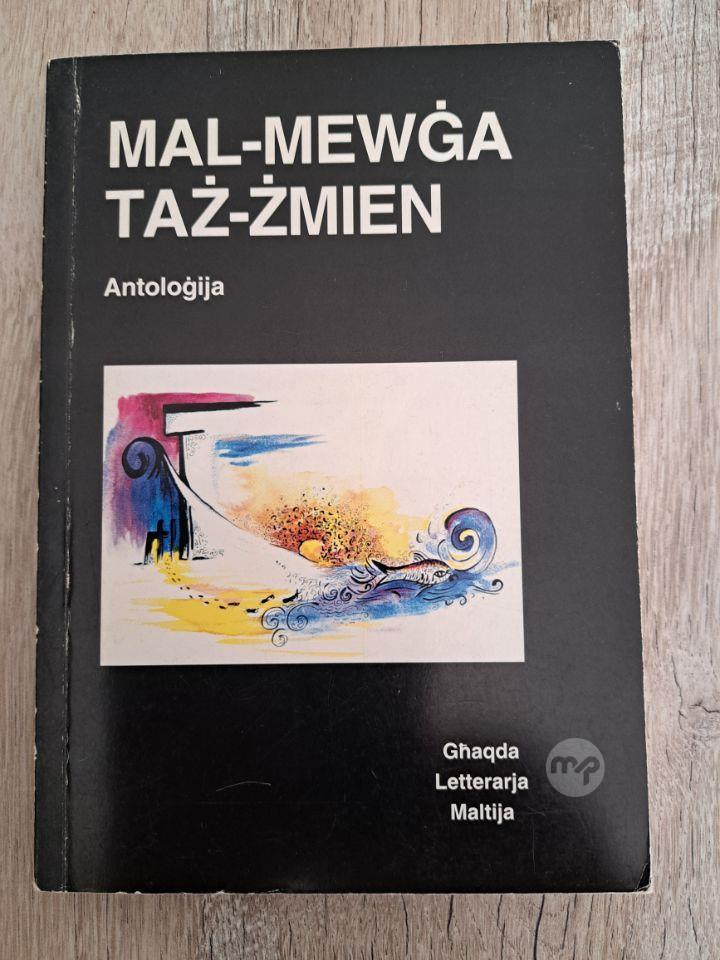 MAL-MEWĠA
TAŻ-ŻMIEN
Antoloġija
Għaqda
Letterarja
Maltija
mp